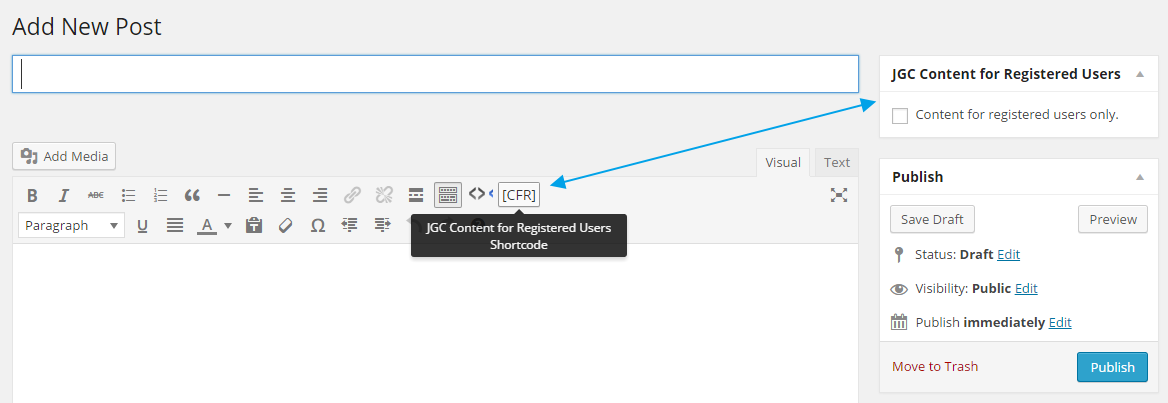 Add New Post
JGC Content for Registered Users
Content for registered users only.
Add Media
Visual
Text
B I ABC
[CFR]
Paragraph
U A T Ω
JGC Content for Registered Users
Shortcode
Publish
Save Draft
Preview
Status: Draft Edit
Visibility: Public Edit
Publish immediately Edit
Move to Trash
Publish